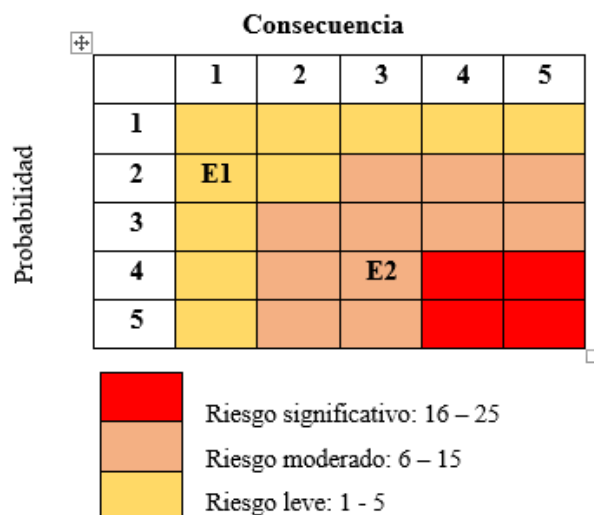 Consecuencia
1 2 3 4 5
Probabilidad
1
2 E1
3
4 E2
5
Riesgo significativo: 16 – 25
Riesgo moderado: 6 – 15
Riesgo leve: 1 - 5